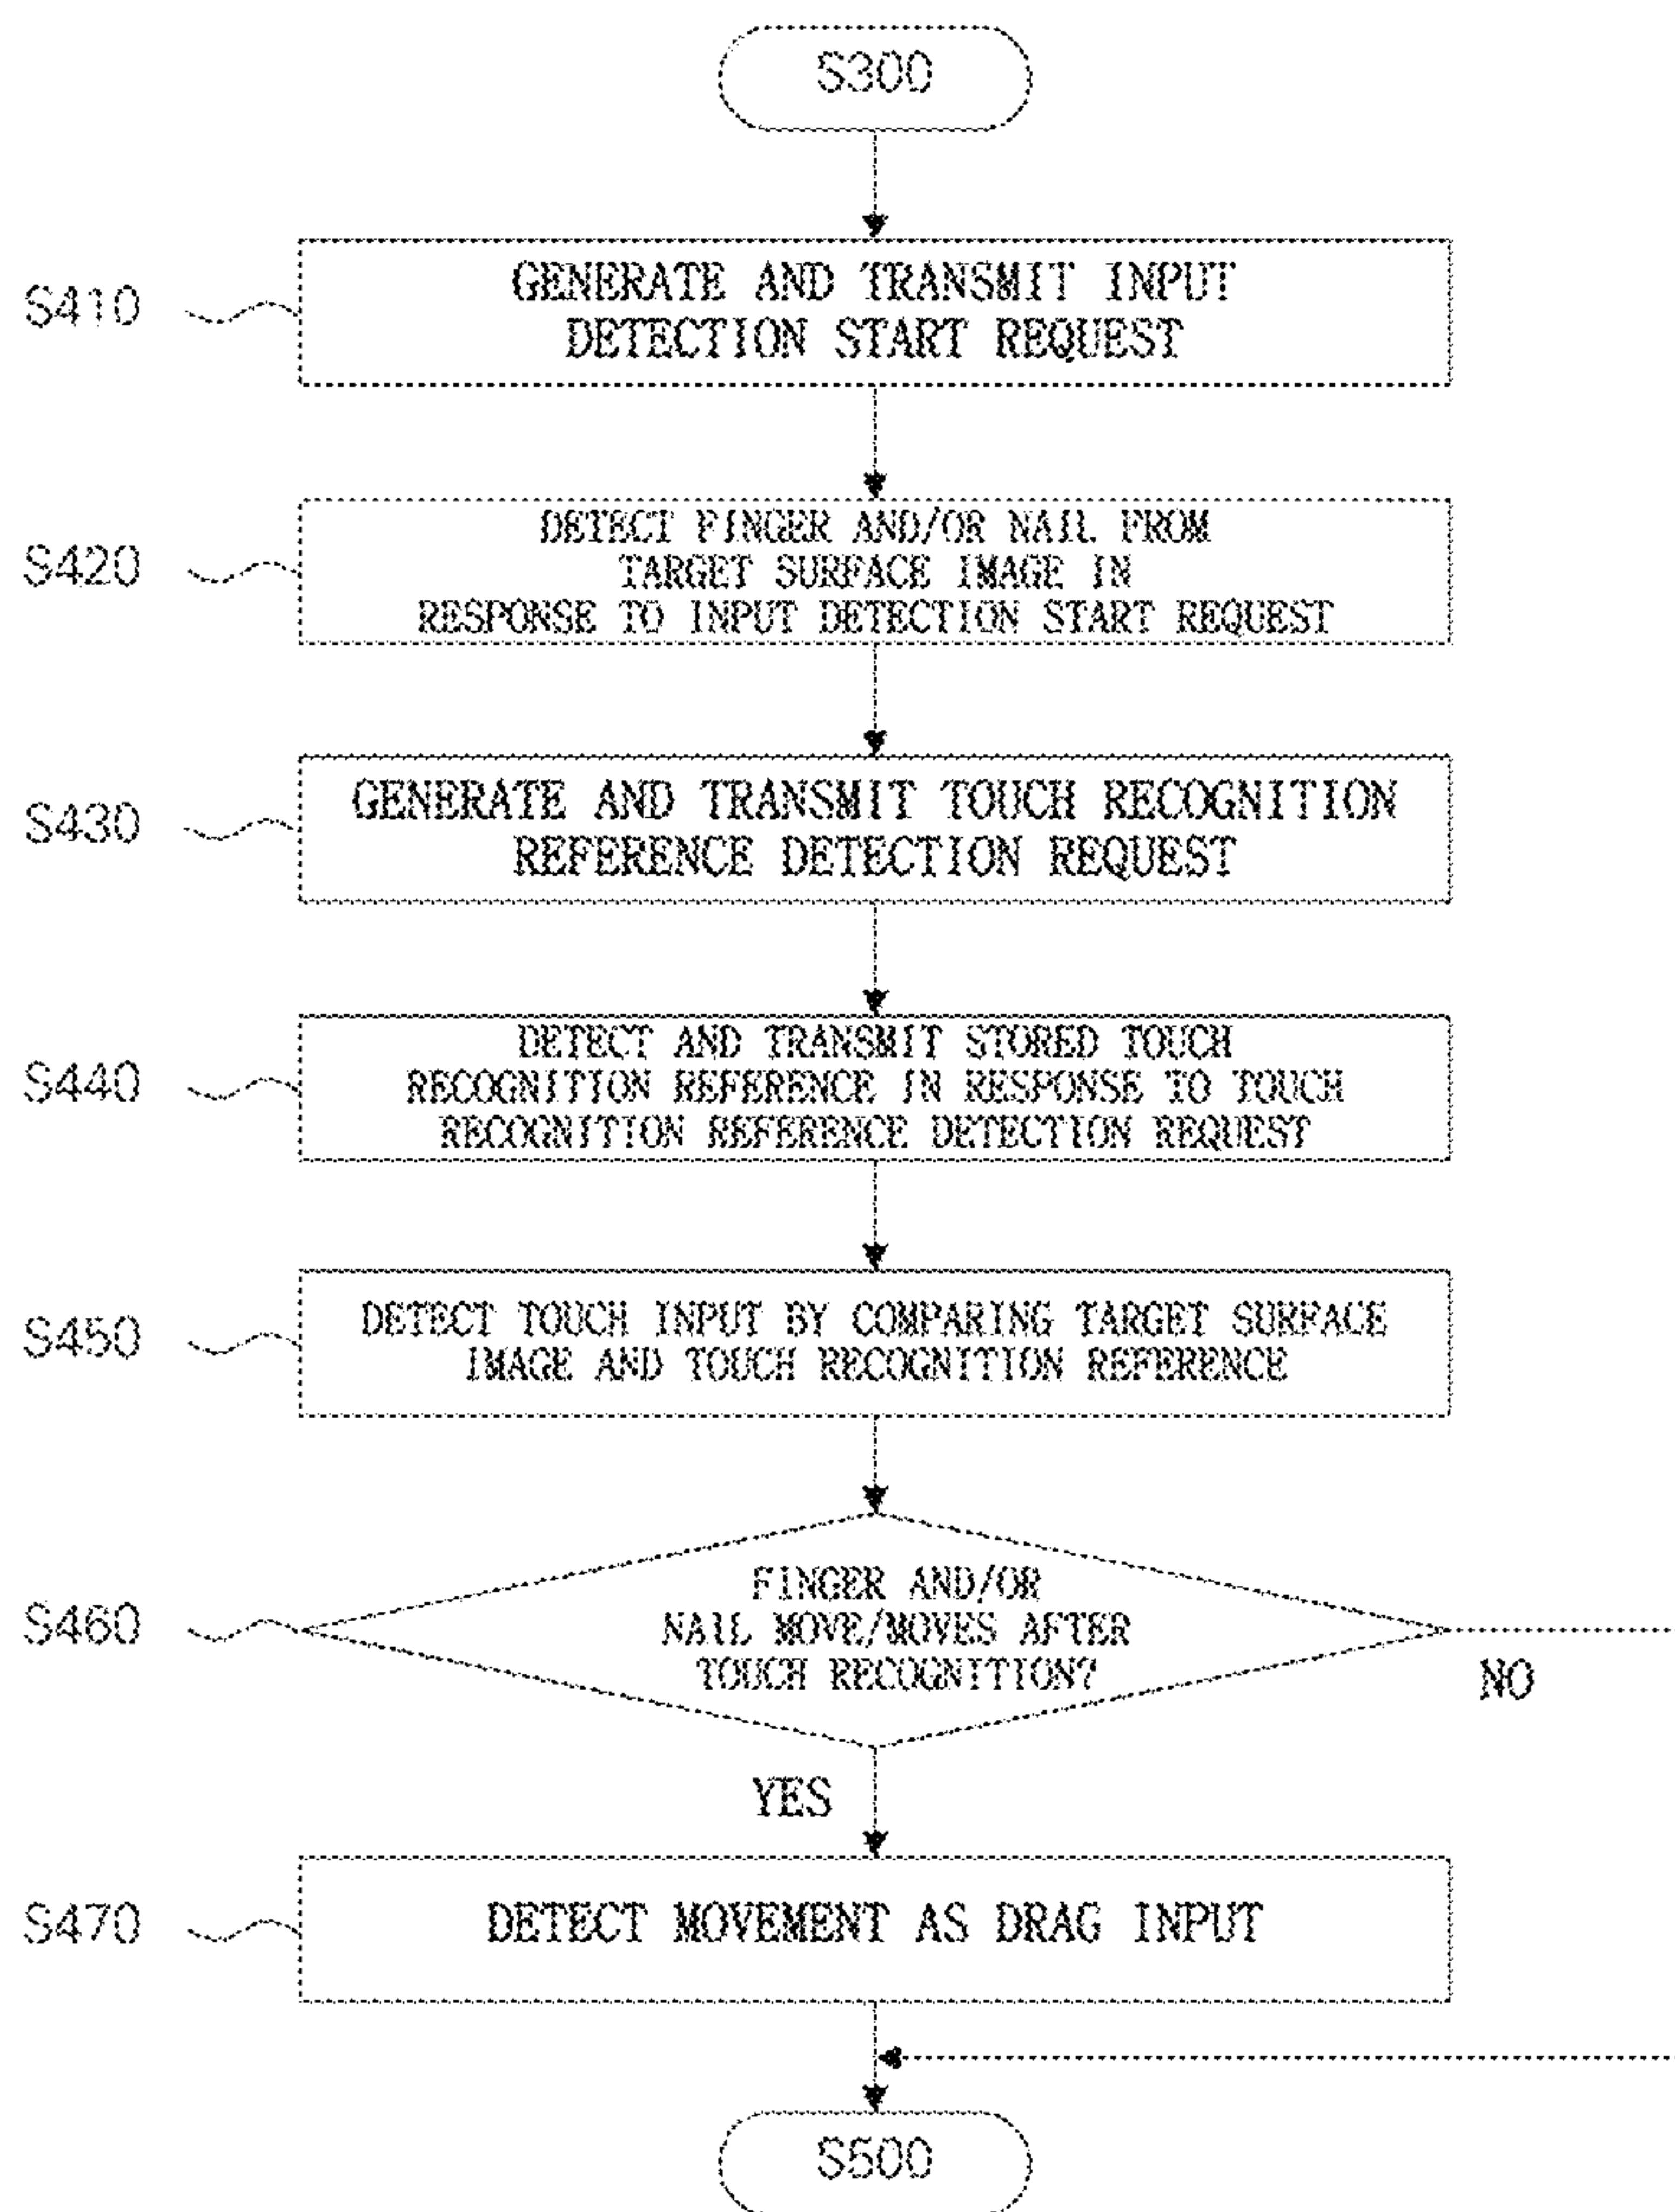 S300
S410
GENERATE AND TRANSMIT INPUT
DETECTION START REQUEST
S420
DETECT FINGER AND/OR NAIL FROM
TARGET SURFACE IMAGE IN
RESPONSE TO INPUT DETECTION START REQUEST
S430
GENERATE AND TRANSMIT TOUCH RECOGNITION
REFERENCE DETECTION REQUEST
S440
DETECT AND TRANSMIT STORED TOUCH
RECOGNITION REFERENCE IN RESPONSE TO TOUCH
RECOGNITION REFERENCE DETECTION REQUEST
S450
DETECT TOUCH INPUT BY COMPARING TARGET SURFACE
IMAGE AND TOUCH RECOGNITION REFERENCE
S460
FINGER AND/OR
NAIL MOVE/MOVES AFTER
TOUCH RECOGNITION?
NO
YES
S470
DETECT MOVEMENT AS DRAG INPUT
S500